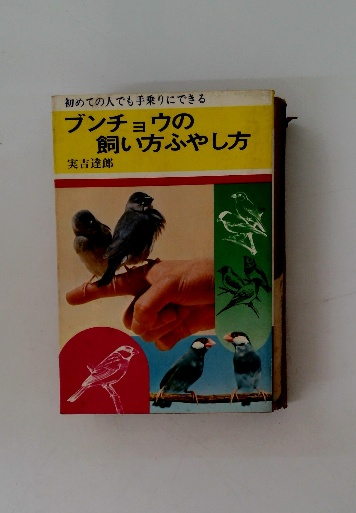 初めての人でも手乗りにできる
ブンチョウの
飼い方ふやし方
実吉達郎